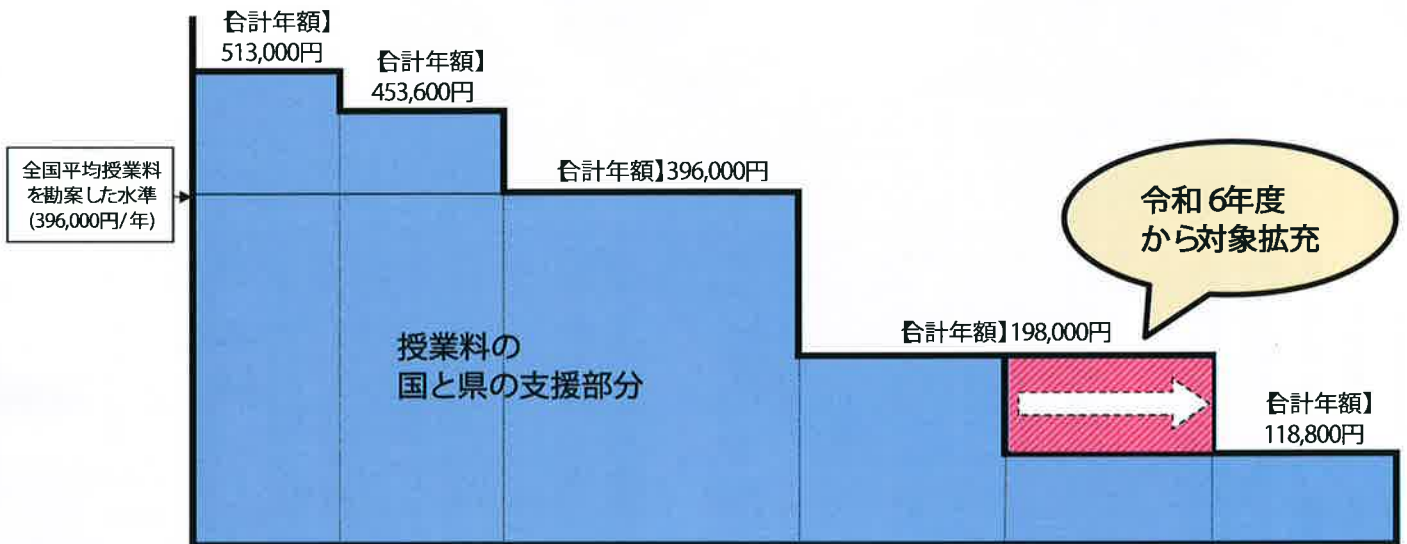 【合計年額】
513,000円
【合計年額】
453,600円
全国平均授業料
を勘案した水準
(396,000円/年)
【合計年額】396,000円
令和6年度
から対象拡充
【合計年額】198,000円
授業料の
国と県の支援部分
【合計年額】
118,800円